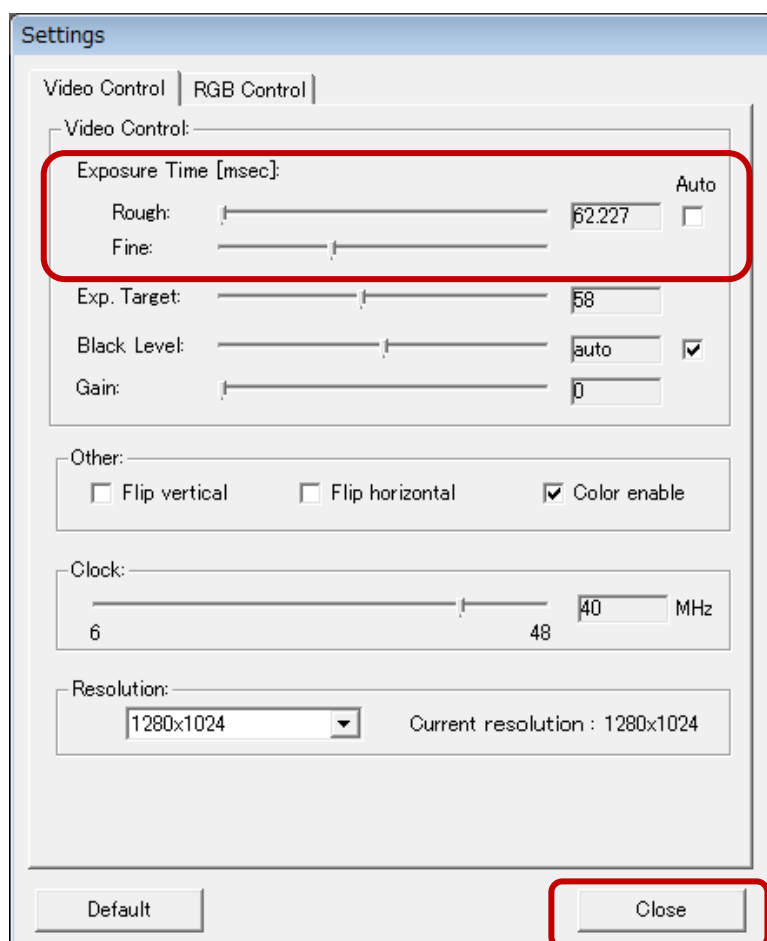 Settings
Video Control RGB Control
Video Control:
Exposure Time [msec]:
Auto
Rough: 62.227
Fine:
Exp. Target: 58
Black Level: auto
Gain: 0
Other:
Flip vertical Flip horizontal Color enable
Clock:
40 MHz
6 48
Resolution:
1280x1024 Current resolution : 1280x1024
Default Close